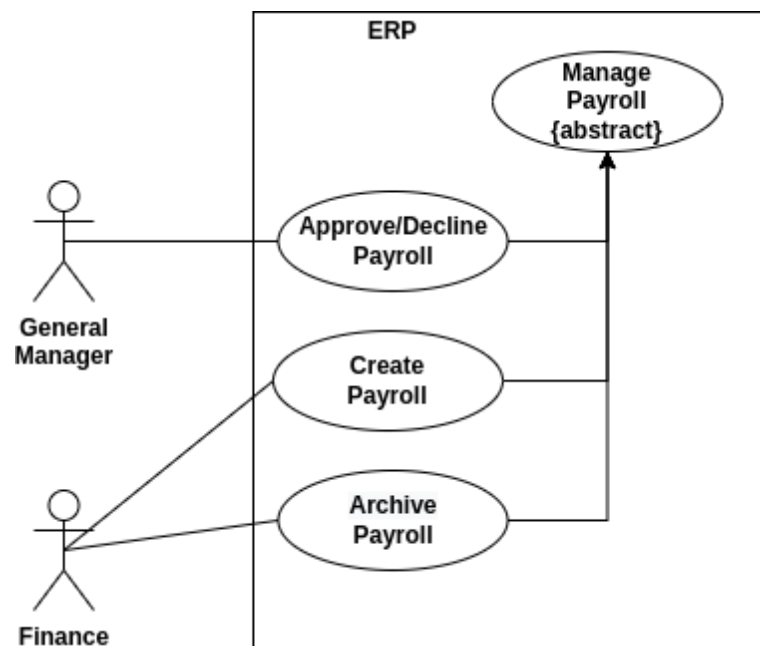 ERP
Manage
Payroll
{abstract}
Approve/Decline
Payroll
General
Manager
Create
Payroll
Archive
Payroll
Finance